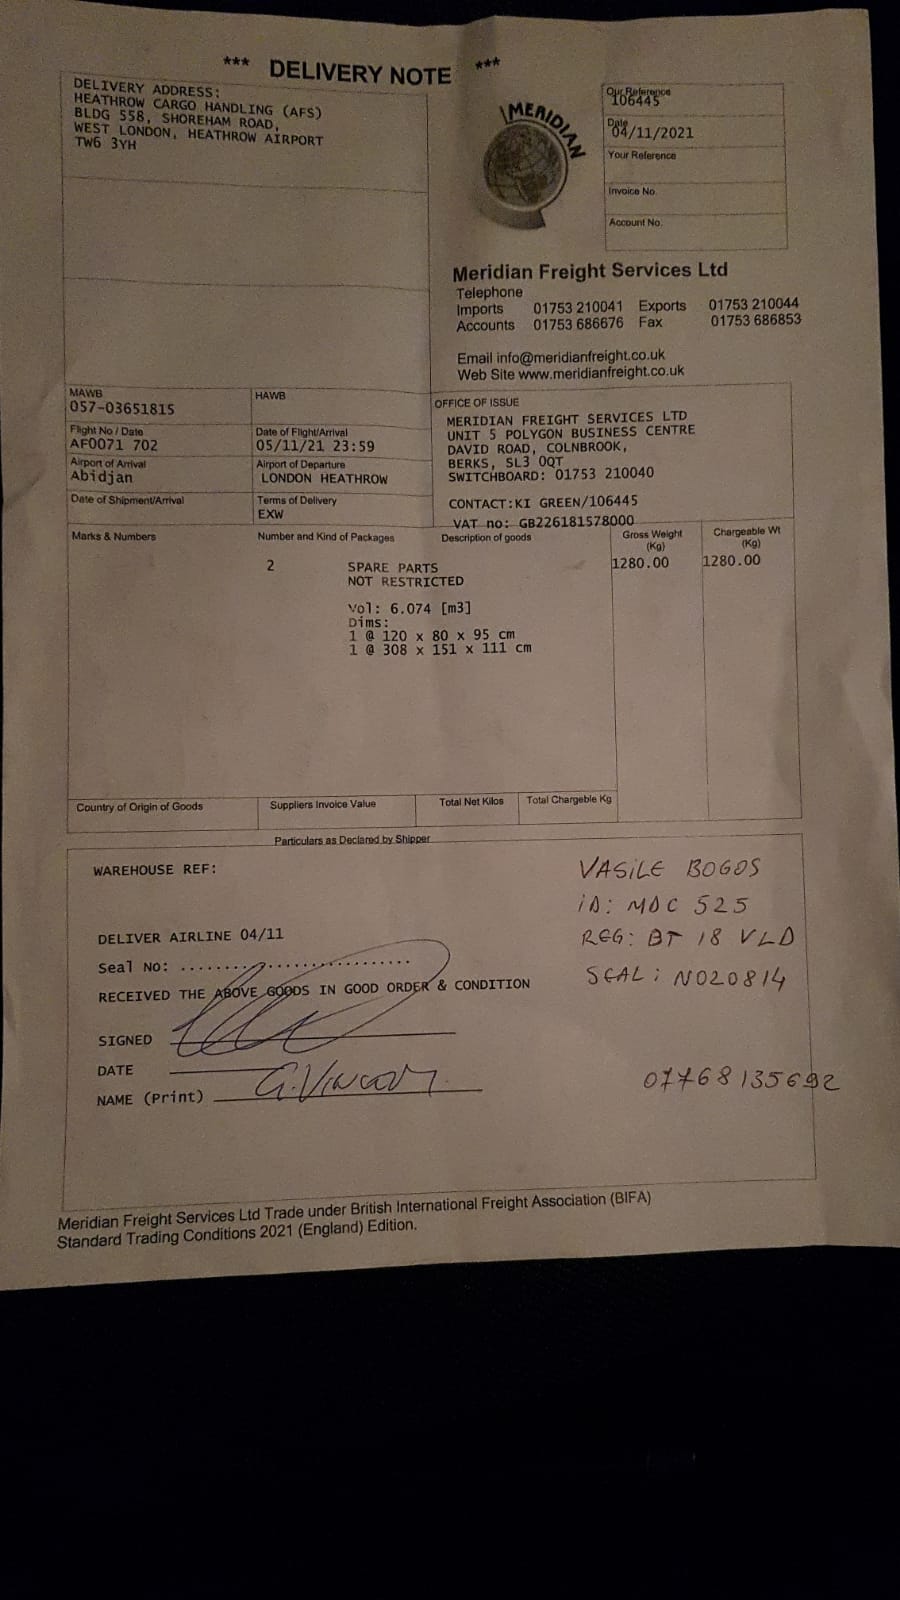 *** DELIVERY NOTE ***
DELIVERY ADDRESS:
HEATHROW CARGO HANDLING (AFS)
BLDG 558, SHOREHAM ROAD,
WEST LONDON, HEATHROW AIRPORT
TW6 3YH
MERIDIAN
Our Reference
106445
Date
04/11/2021
Your Reference
Invoice No.
Account No.
Meridian Freight Services Ltd
Telephone
Imports 01753 210041 Exports 01753 210044
Accounts 01753 686676 Fax 01753 686853
Email info@meridianfreight.co.uk
Web Site www.meridianfreight.co.uk
MAWB
057-03651815
HAWB
Flight No / Date
AF0071 702
Date of Flight/Arrival
05/11/21 23:59
Airport of Arrival
Abidjan
Airport of Departure
LONDON HEATHROW
Date of Shipment/Arrival
Terms of Delivery
EXW
OFFICE OF ISSUE
MERIDIAN FREIGHT SERVICES LTD
UNIT 5 POLYGON BUSINESS CENTRE
DAVID ROAD, COLNBROOK,
BERKS, SL3 0QT
SWITCHBOARD: 01753 210040
CONTACT:KI GREEN/106445
VAT no: GB226181578000
Marks & Numbers
Number and Kind of Packages
Description of goods
Gross Weight
(Kg)
Chargeable Wt
(Kg)
2 SPARE PARTS 1280.00 1280.00
NOT RESTRICTED
Vol: 6.074 [m3]
Dims:
1 @ 120 x 80 x 95 cm
1 @ 308 x 151 x 111 cm
Country of Origin of Goods
Suppliers Invoice Value
Total Net Kilos
Total Chargeble Kg
Particulars as Declared by Shipper
WAREHOUSE REF:
VASILE BOGOS
iD: MDC 525
REG: BT 18 VLD
SEAL: N020814
DELIVER AIRLINE 04/11
Seal No: ..............................
RECEIVED THE ABOVE GOODS IN GOOD ORDER & CONDITION
SIGNED
DATE
NAME (Print)
07768135692
Meridian Freight Services Ltd Trade under British International Freight Association (BIFA)
Standard Trading Conditions 2021 (England) Edition.